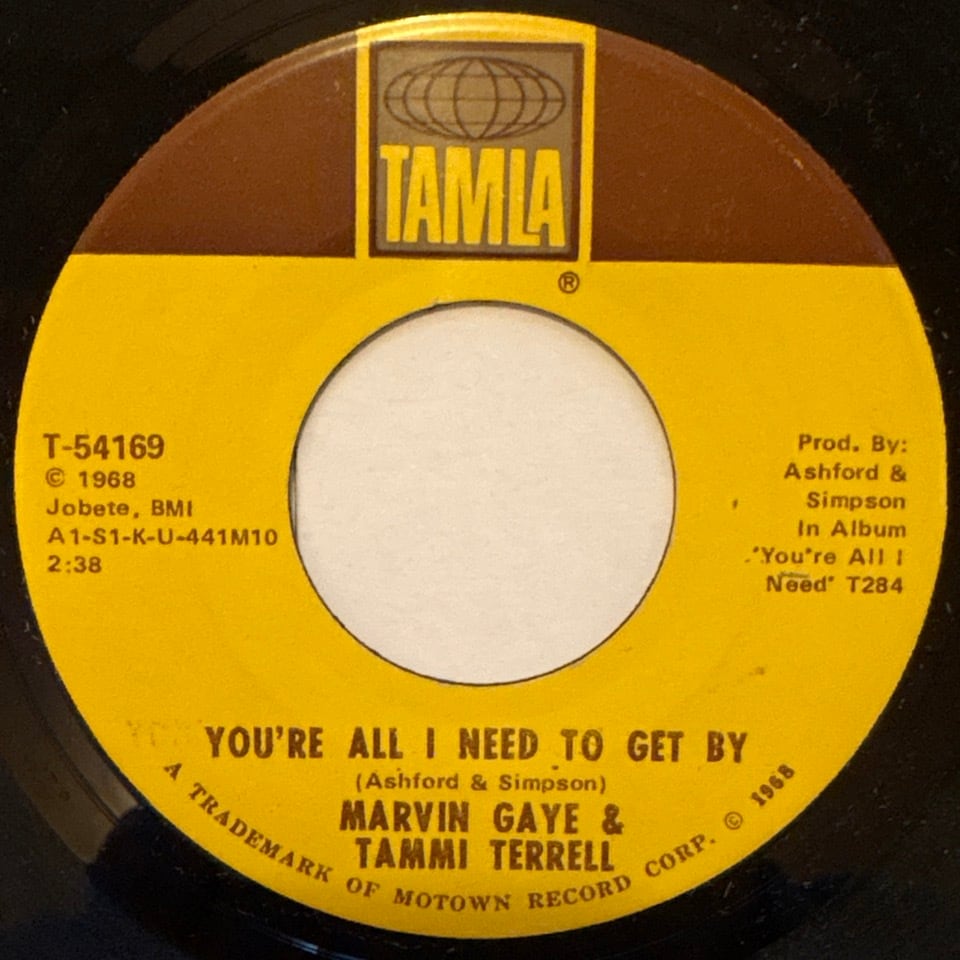 TAMLA
®
T-54169
© 1968
Jobete, BMI
A1-S1-K-U-441M10
2:38
Prod. By:
Ashford &
Simpson
In Album
"You're All I
Need" T284
YOU'RE ALL I NEED TO GET BY
(Ashford & Simpson)
MARVIN GAYE &
TAMMI TERRELL
A TRADEMARK OF MOTOWN RECORD CORP. © 1968